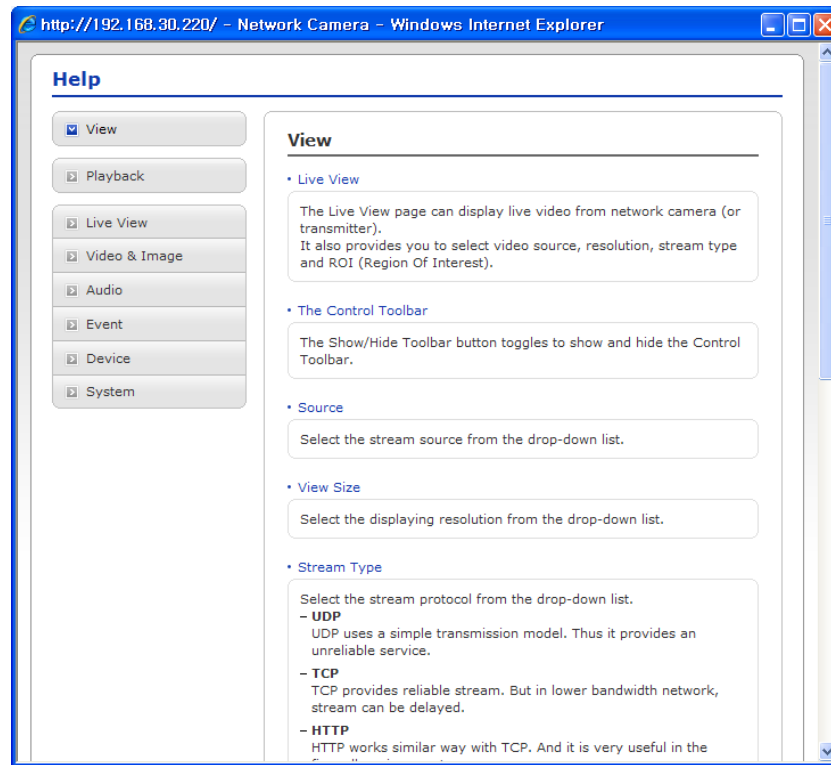 http://192.168.30.220/ - Network Camera - Windows Internet Explorer
Help
View
Playback
Live View
Video & Image
Audio
Event
Device
System
View
• Live View
The Live View page can display live video from network camera (or
transmitter).
It also provides you to select video source, resolution, stream type
and ROI (Region Of Interest).
• The Control Toolbar
The Show/Hide Toolbar button toggles to show and hide the Control
Toolbar.
• Source
Select the stream source from the drop-down list.
• View Size
Select the displaying resolution from the drop-down list.
• Stream Type
Select the stream protocol from the drop-down list.
– UDP
UDP uses a simple transmission model. Thus it provides an
unreliable service.
– TCP
TCP provides reliable stream. But in lower bandwidth network,
stream can be delayed.
– HTTP
HTTP works similar way with TCP. And it is very useful in the